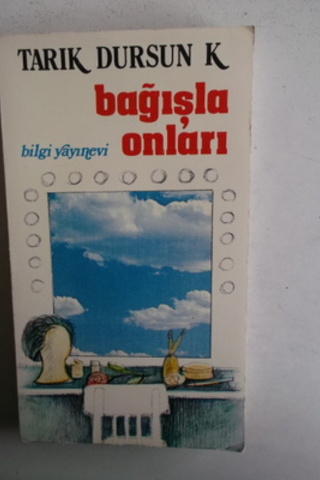 TARIK DURSUN K
bağışla
onları
bilgi yayınevi